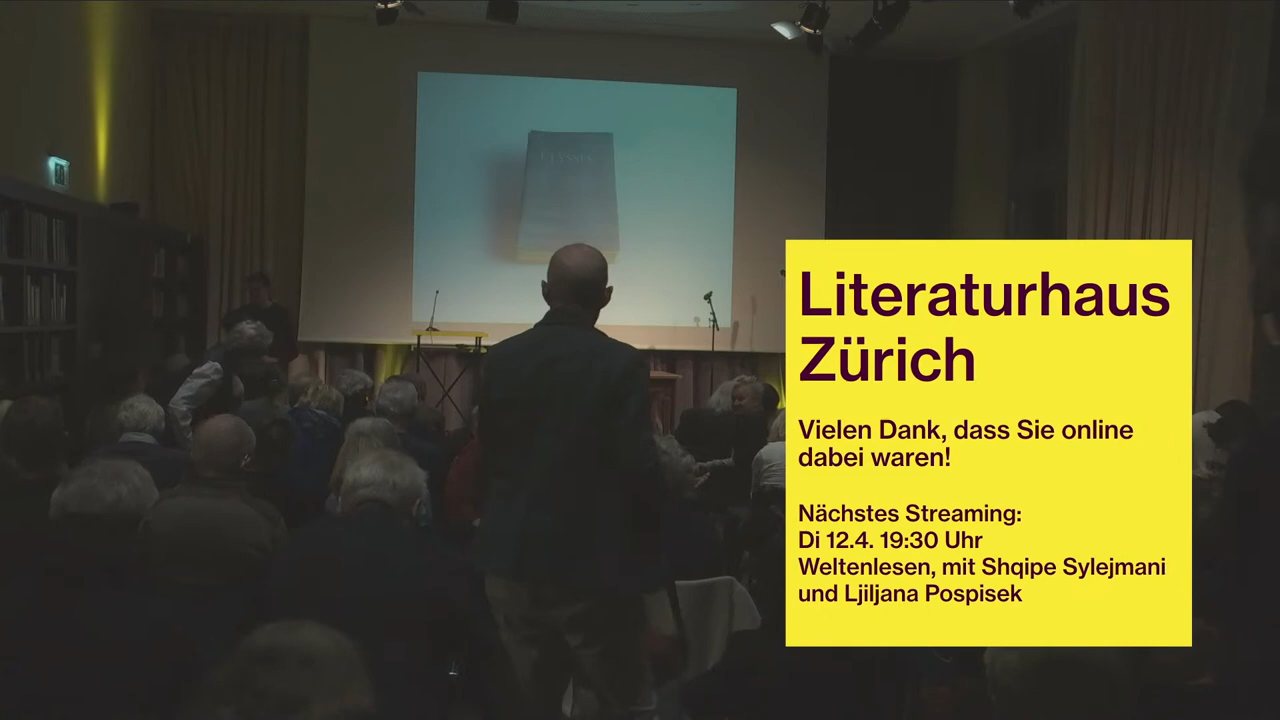 ULYSSES
Literaturhaus
Zürich
Vielen Dank, dass Sie online
dabei waren!
Nächstes Streaming:
Di 12.4. 19:30 Uhr
Weltenlesen, mit Shqipe Sylejmani
und Ljiljana Pospisek